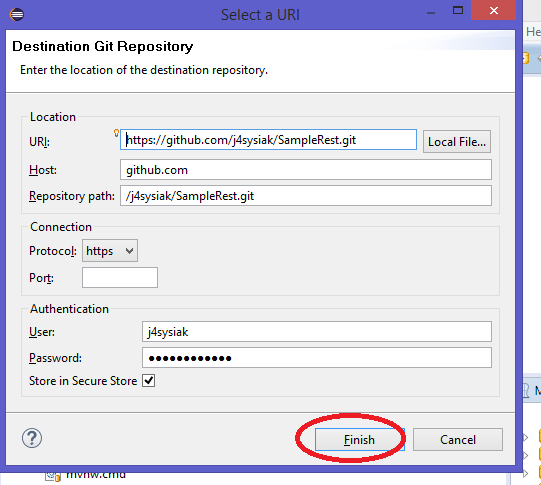 Select a URI
He
Destination Git Repository
Enter the location of the destination repository.
Location
URI: https://github.com/j4sysiak/SampleRest.git Local File...
Host: github.com
Repository path: /j4sysiak/SampleRest.git
Connection
Protocol: https
Port:
Authentication
User: j4sysiak
Password: ●●●●●●●●●●●●
Store in Secure Store
M
Finish Cancel
mvnw.cmd